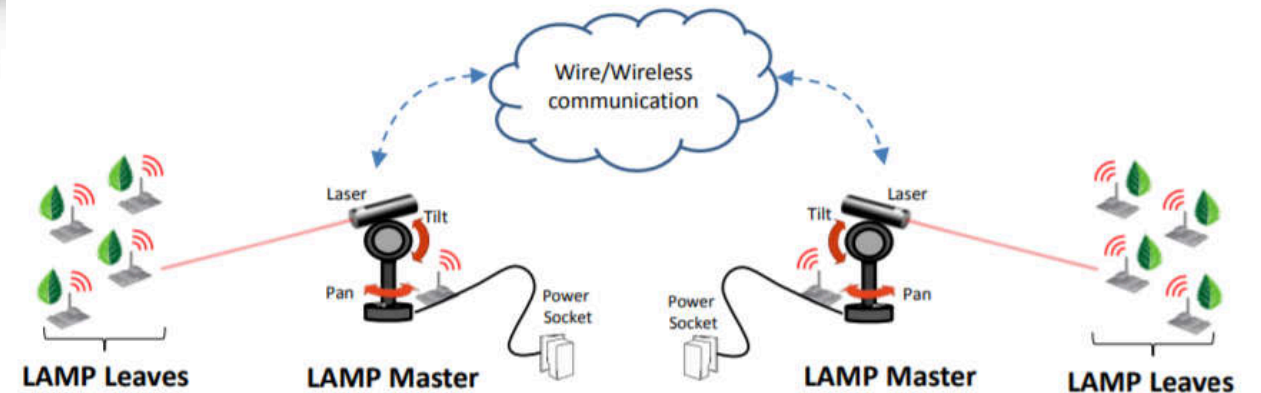 Wire/Wireless
communication
Laser
Tilt
Pan
Power
Socket
LAMP Leaves
LAMP Master
Laser
Tilt
Pan
Power
Socket
LAMP Master
LAMP Leaves